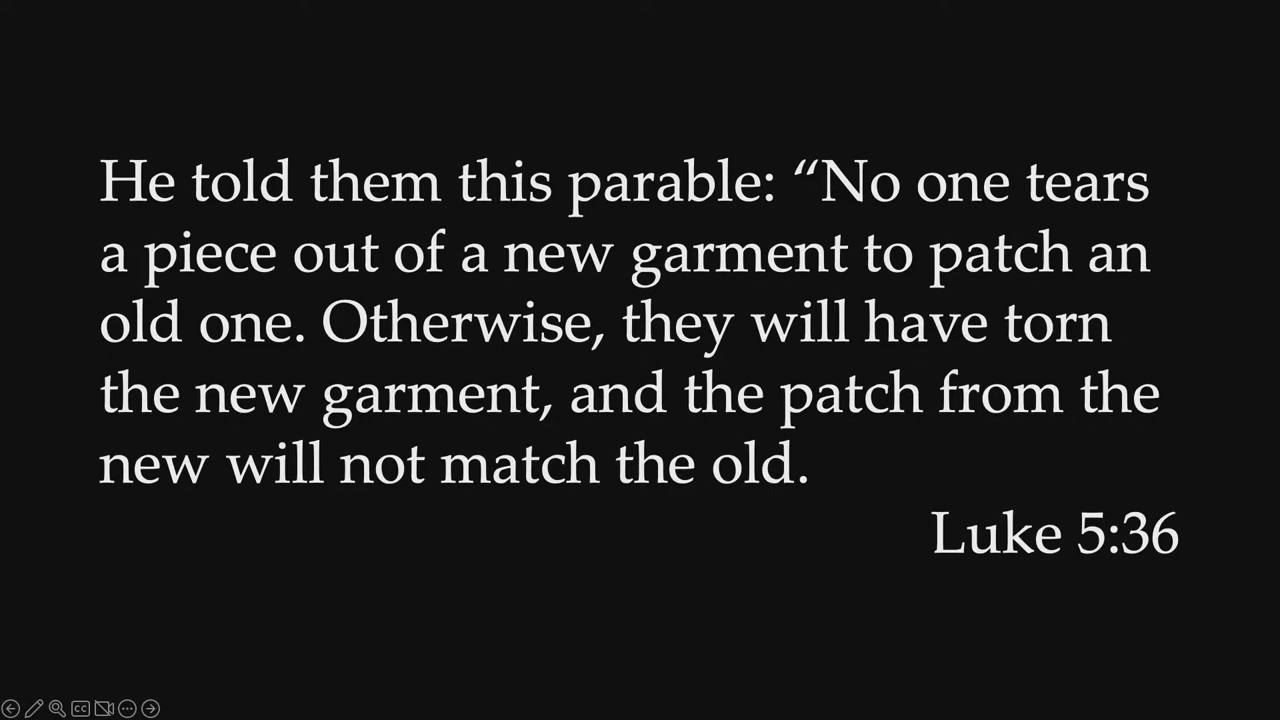 He told them this parable: “No one tears
a piece out of a new garment to patch an
old one. Otherwise, they will have torn
the new garment, and the patch from the
new will not match the old.
Luke 5:36
CC